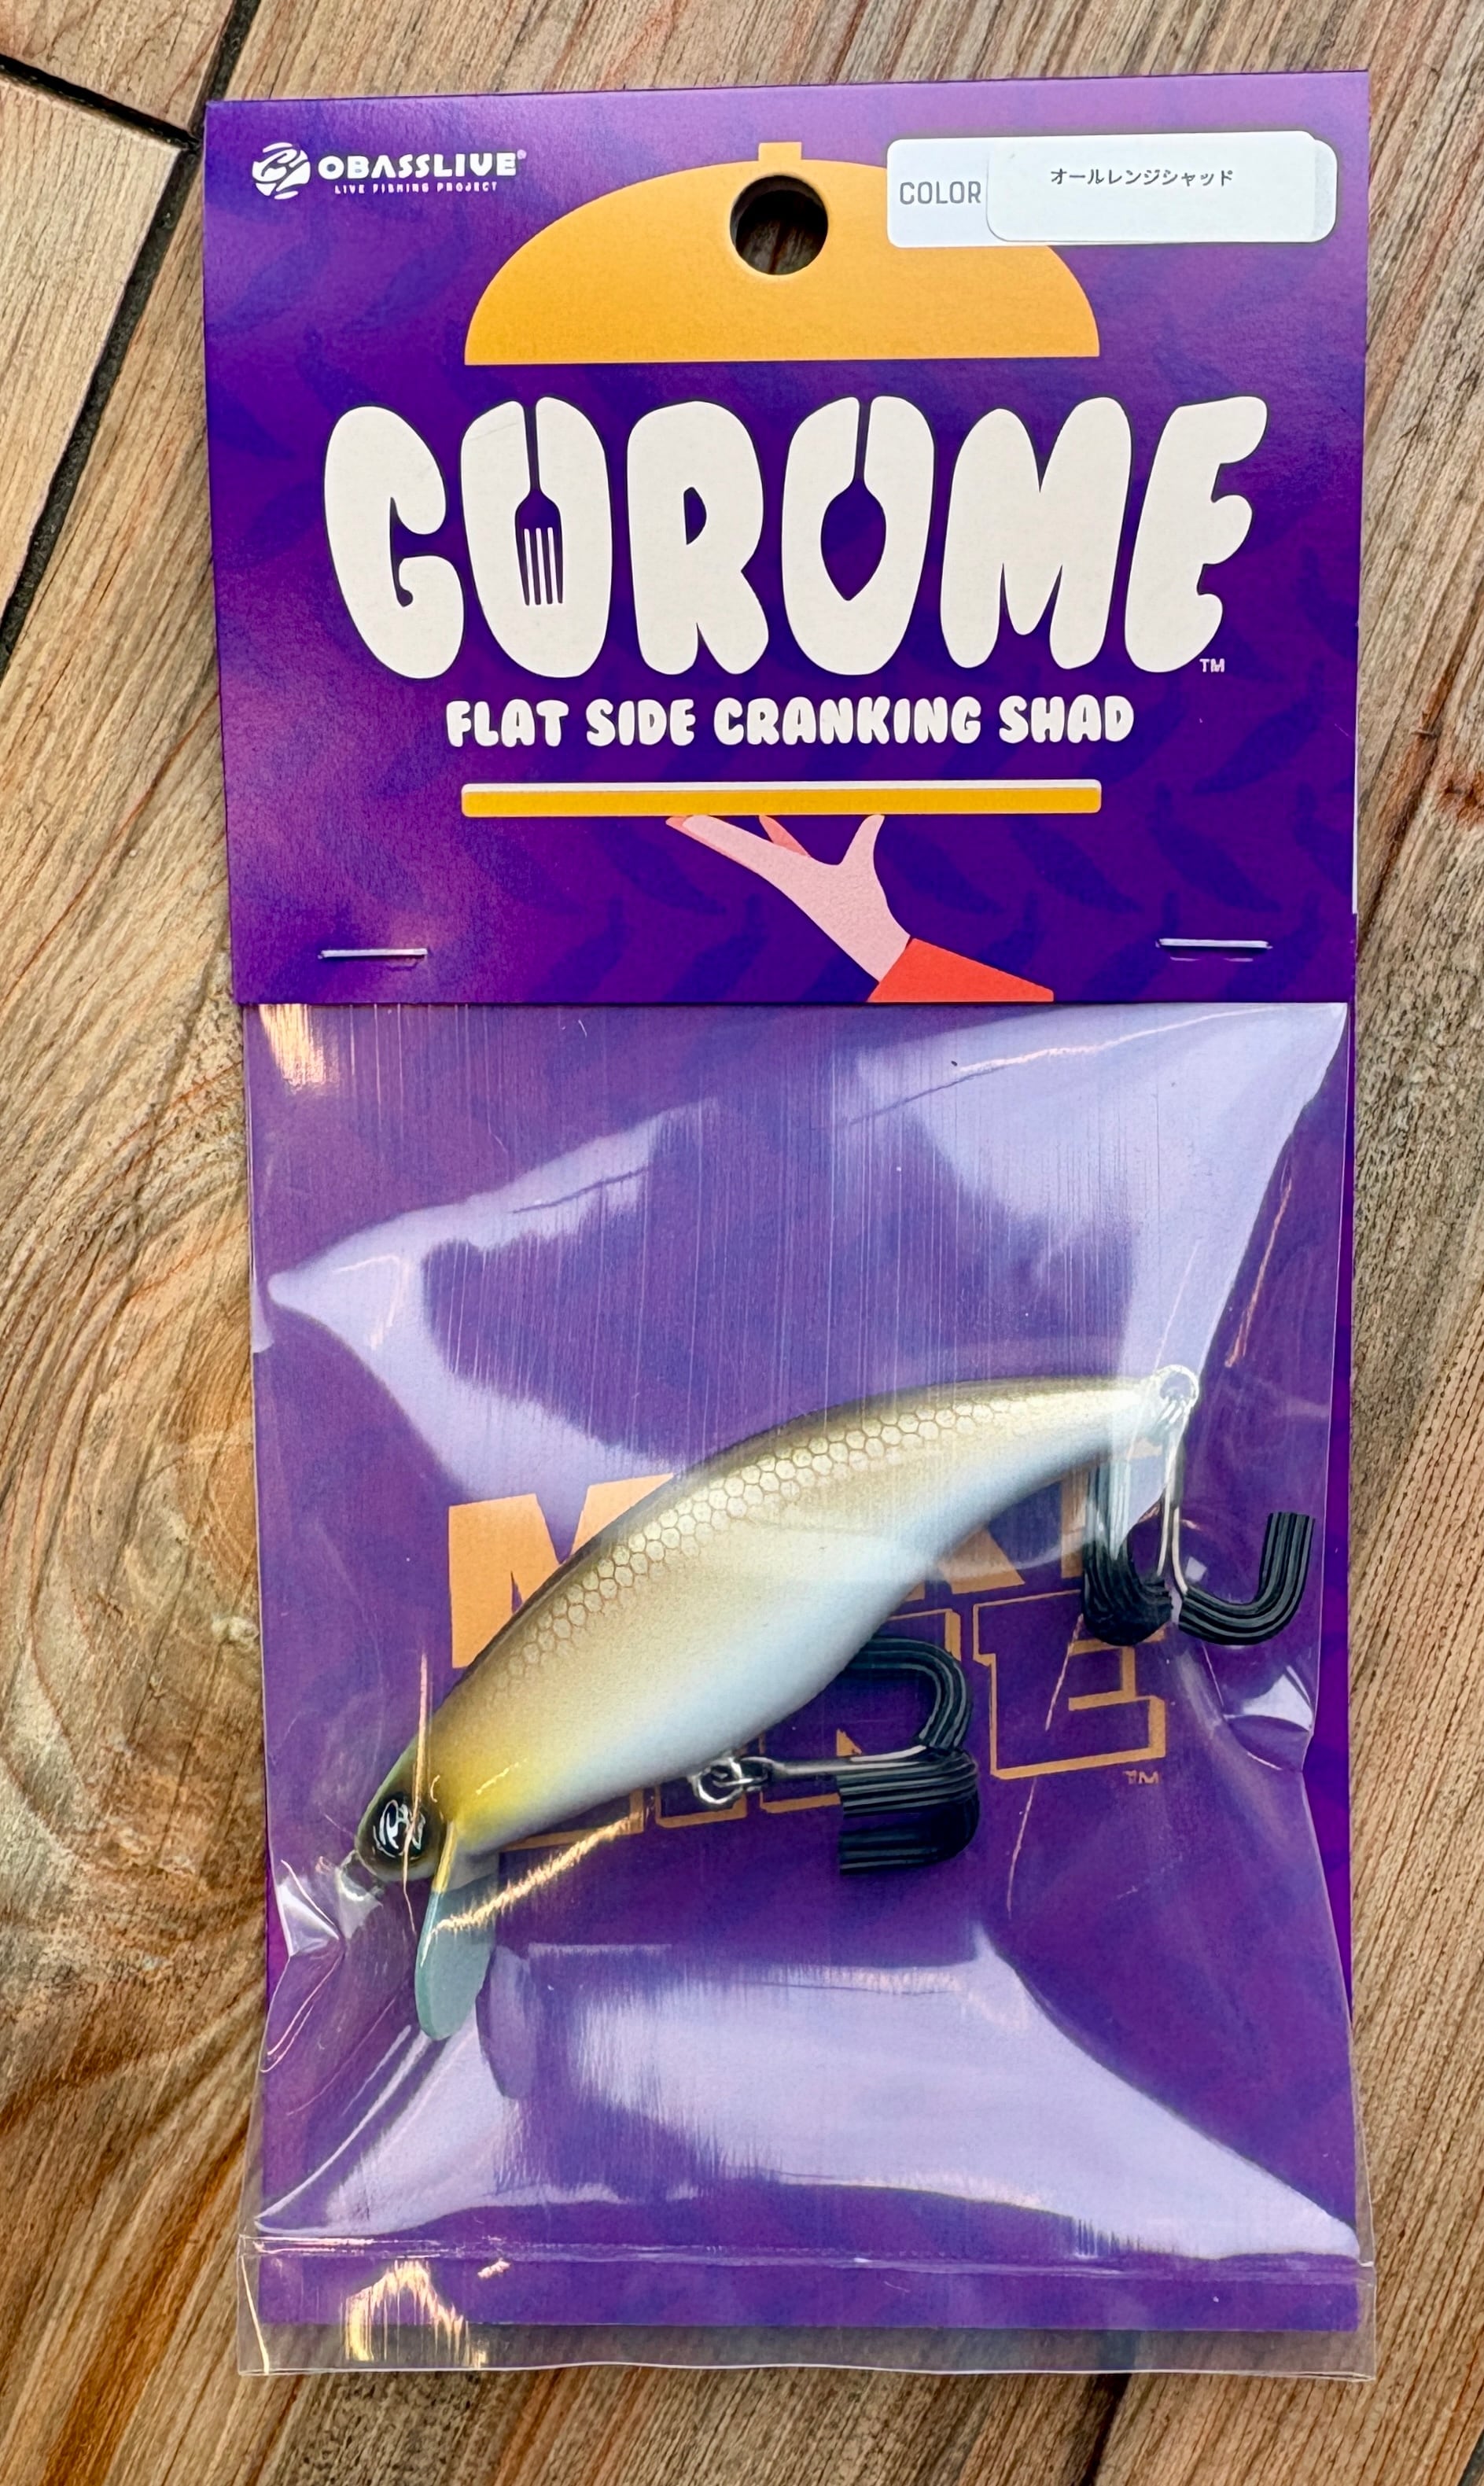 OBASSLIVE®
LIVE FISHING PROJECT
COLOR
オールレンジシャッド
GUROME™
FLAT SIDE CRANKING SHAD
™